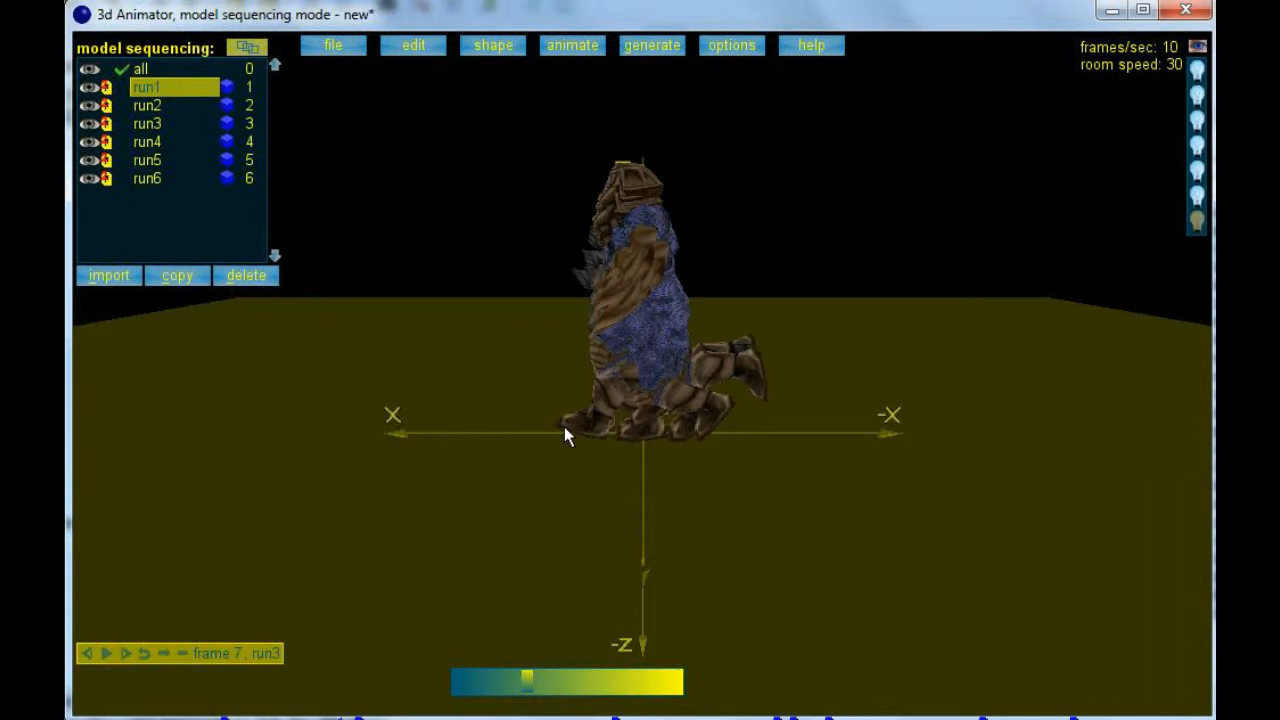 3d Animator, model sequencing mode - new*
model sequencing:
file edit shape animate generate options help
frames/sec: 10
room speed: 30
all 0
run1 1
run2 2
run3 3
run4 4
run5 5
run6 6
import copy delete
X -X
-Z
frame 7, run3